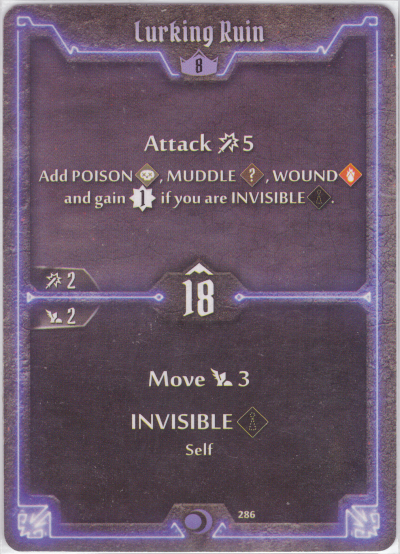 Lurking Ruin
8
Attack 5
Add POISON, MUDDLE ?, WOUND
and gain 1 if you are INVISIBLE.
2
18
2
Move 3
INVISIBLE
Self
286